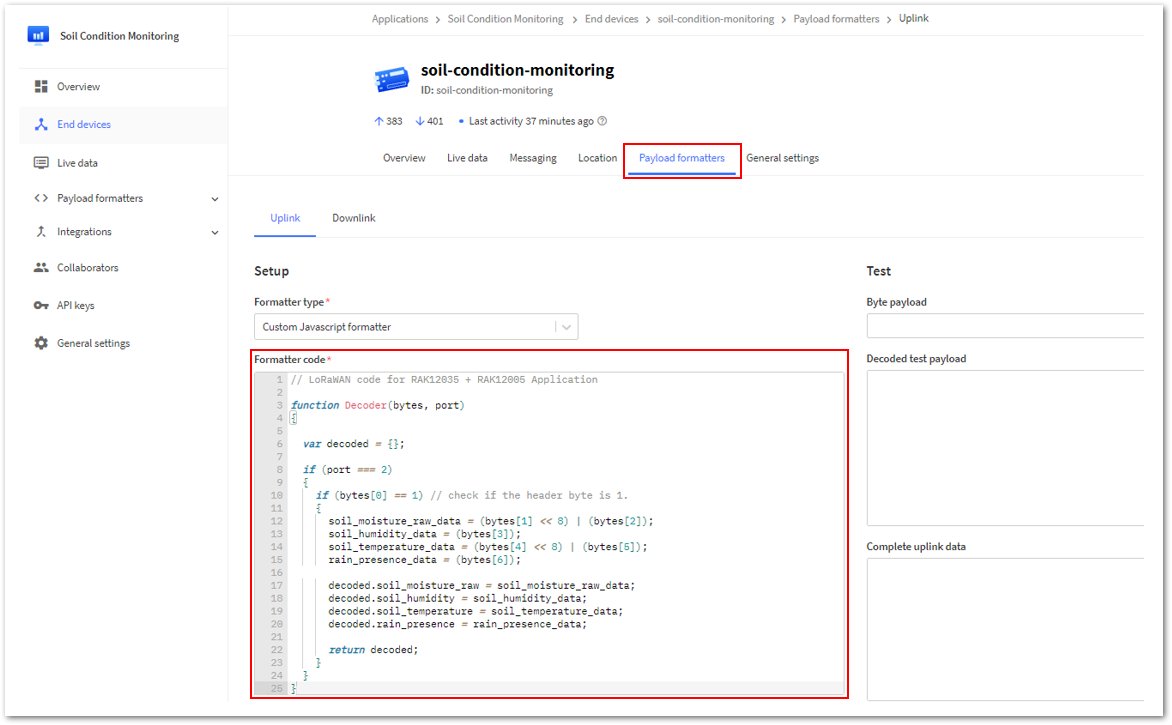 Applications > Soil Condition Monitoring > End devices > soil-condition-monitoring > Payload formatters > Uplink
Soil Condition Monitoring
Overview
End devices
Live data
Payload formatters
Integrations
Collaborators
API keys
General settings
soil-condition-monitoring
ID: soil-condition-monitoring
↑ 383 ↓ 401 • Last activity 37 minutes ago
Overview Live data Messaging Location Payload formatters General settings
Uplink Downlink
Setup
Formatter type*
Custom Javascript formatter
Formatter code*
1 // LoRaWAN code for RAK12035 + RAK12005 Application
2
3 function Decoder(bytes, port)
4 {
5
6   var decoded = {};
7
8   if (port === 2)
9   {
10     if (bytes[0] == 1) // check if the header byte is 1.
11     {
12       soil_moisture_raw_data = (bytes[1] << 8) | (bytes[2]);
13       soil_humidity_data = (bytes[3]);
14       soil_temperature_data = (bytes[4] << 8) | (bytes[5]);
15       rain_presence_data = (bytes[6]);
16
17       decoded.soil_moisture_raw = soil_moisture_raw_data;
18       decoded.soil_humidity = soil_humidity_data;
19       decoded.soil_temperature = soil_temperature_data;
20       decoded.rain_presence = rain_presence_data;
21
22       return decoded;
23     }
24   }
25 }
Test
Byte payload
Decoded test payload
Complete uplink data